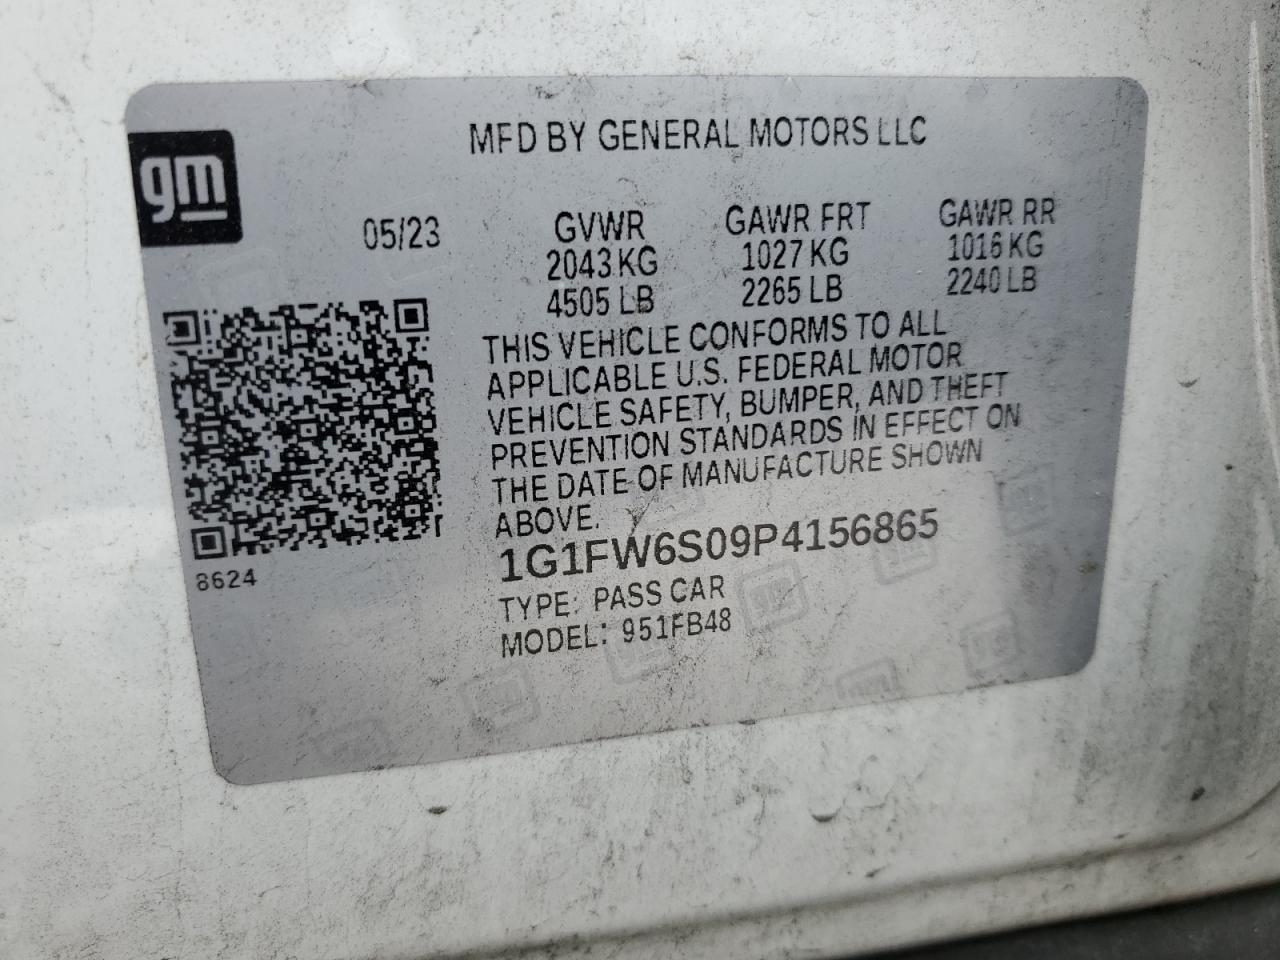 MFD BY GENERAL MOTORS LLC
gm
05/23
GVWR
2043 KG
4505 LB
GAWR FRT
1027 KG
2265 LB
GAWR RR
1016 KG
2240 LB
THIS VEHICLE CONFORMS TO ALL
APPLICABLE U.S. FEDERAL MOTOR
VEHICLE SAFETY, BUMPER, AND THEFT
PREVENTION STANDARDS IN EFFECT ON
THE DATE OF MANUFACTURE SHOWN
ABOVE.
1G1FW6S09P4156865
TYPE: PASS CAR
MODEL: 951FB48
8624